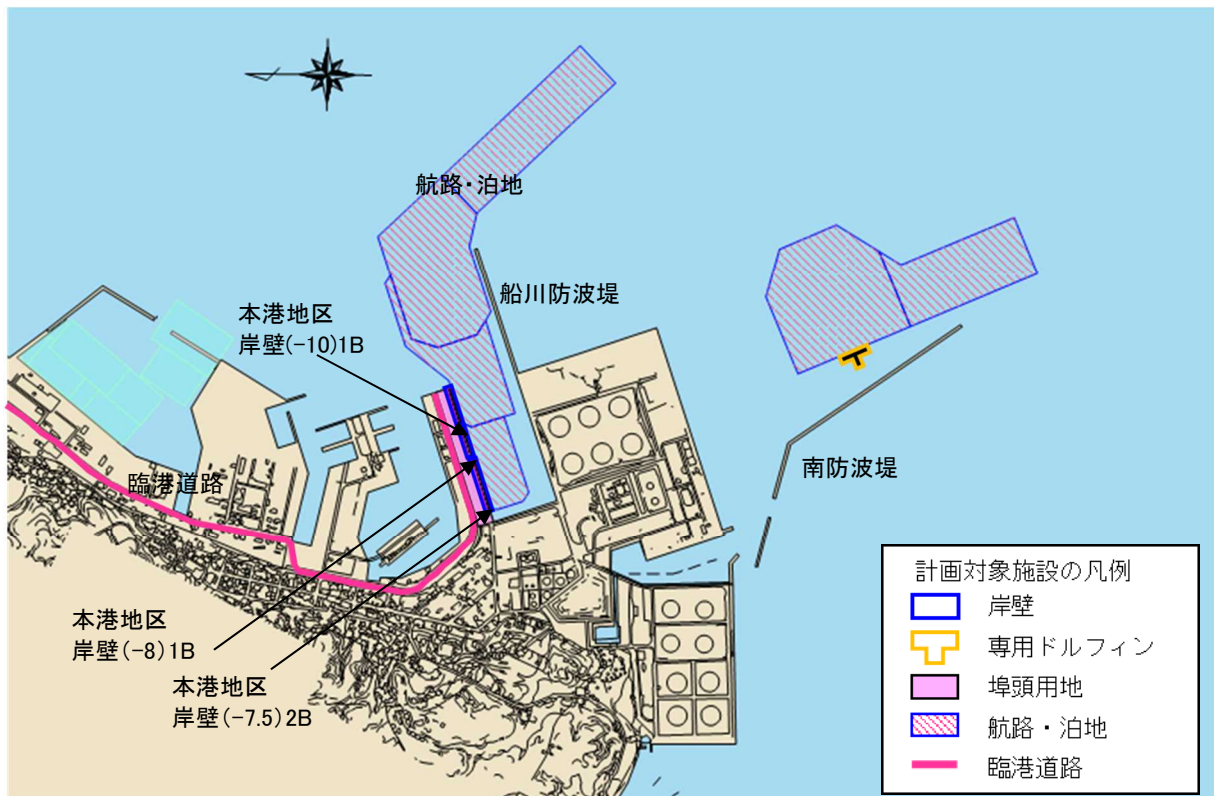 航路・泊地
船川防波堤
本港地区
岸壁(-10)1B
南防波堤
臨港道路
本港地区
岸壁(-8)1B
本港地区
岸壁(-7.5)2B
計画対象施設の凡例
岸壁
専用ドルフィン
埠頭用地
航路・泊地
臨港道路